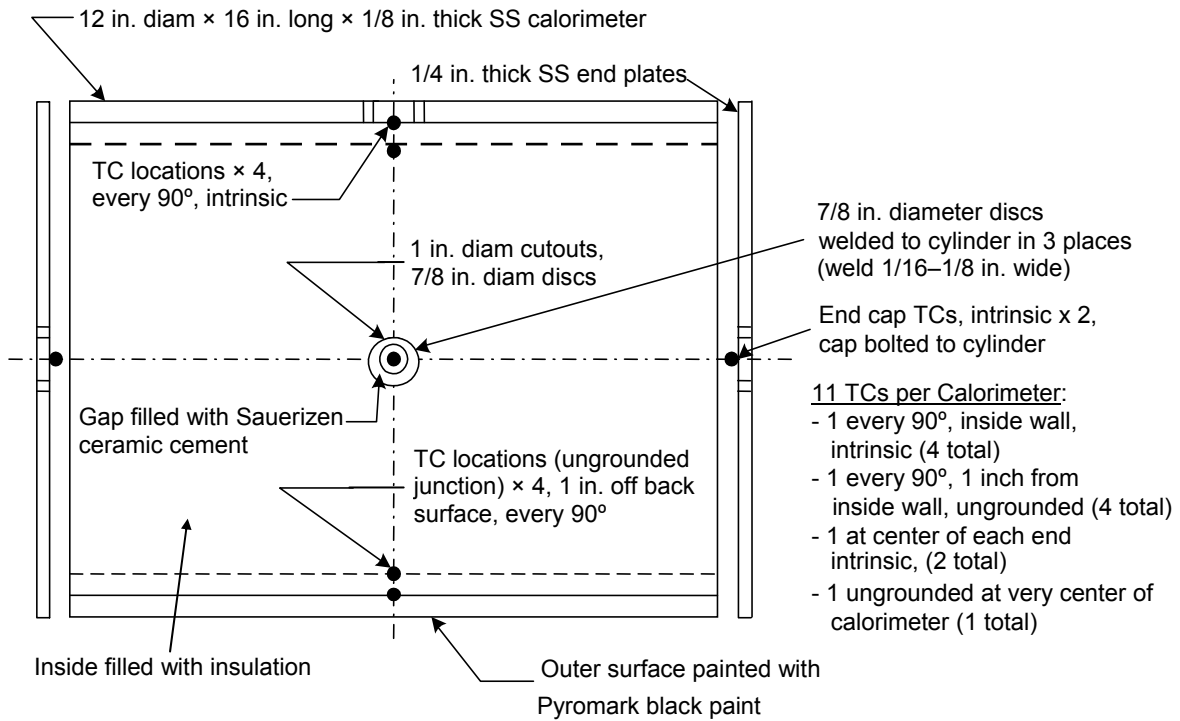 12 in. diam × 16 in. long × 1/8 in. thick SS calorimeter
1/4 in. thick SS end plates
TC locations × 4,
every 90º, intrinsic
1 in. diam cutouts,
7/8 in. diam discs
7/8 in. diameter discs
welded to cylinder in 3 places
(weld 1/16–1/8 in. wide)
End cap TCs, intrinsic x 2,
cap bolted to cylinder
Gap filled with Sauerizen
ceramic cement
TC locations (ungrounded
junction) × 4, 1 in. off back
surface, every 90º
11 TCs per Calorimeter:
- 1 every 90º, inside wall,
intrinsic (4 total)
- 1 every 90º, 1 inch from
inside wall, ungrounded (4 total)
- 1 at center of each end
intrinsic, (2 total)
- 1 ungrounded at very center of
calorimeter (1 total)
Inside filled with insulation
Outer surface painted with
Pyromark black paint